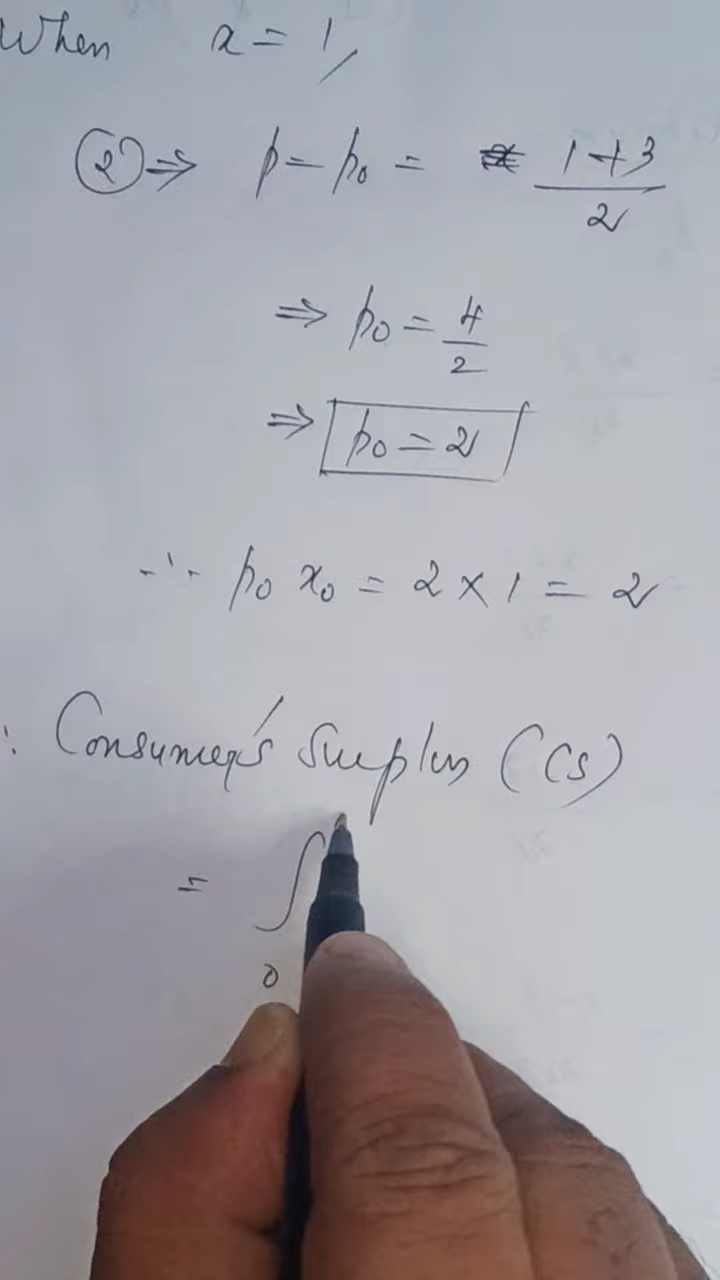 When x = 1,
(2) ⇒ p = p₀ = (1+3)/2
⇒ p₀ = 4/2
⇒ p₀ = 2
∴ p₀ x₀ = 2 × 1 = 2
∴ Consumer's Surplus (CS)
= ∫ 0